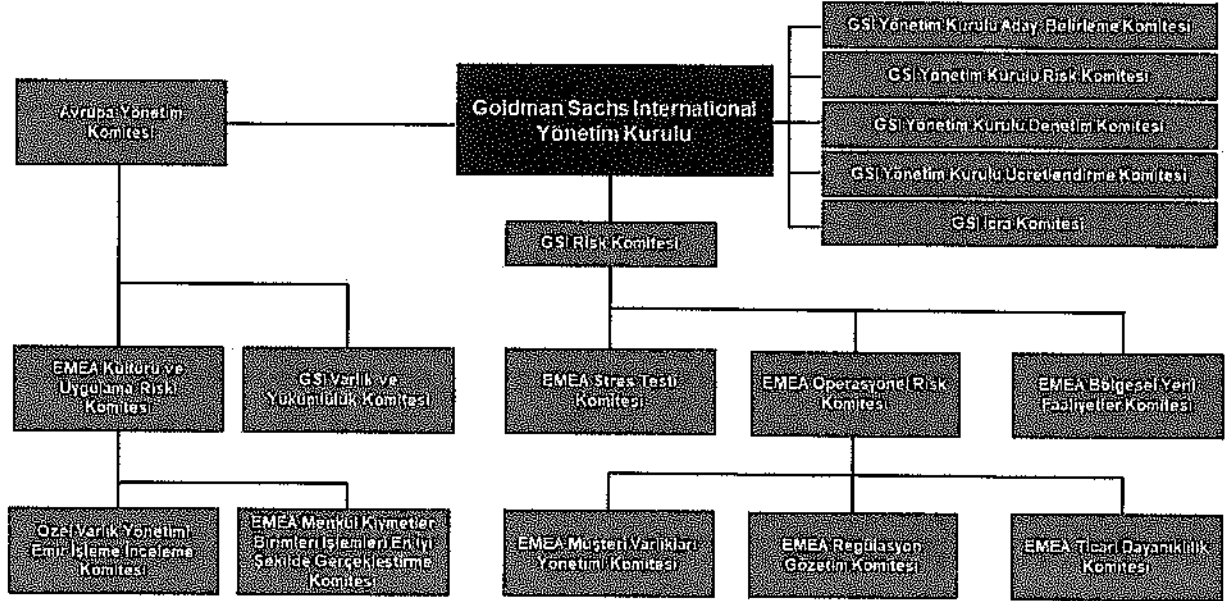 GSI Yönetim Kurulu Aday Belirleme Komitesi
GSI Yönetim Kurulu Risk Komitesi
GSI Yönetim Kurulu Denetim Komitesi
GSI Yönetim Kurulu Ücretlendirme Komitesi
GSI İcra Komitesi
Avrupa Yönetim
Komitesi
Goldman Sachs International
Yönetim Kurulu
GSI Risk Komitesi
EMEA Kültürü ve
Uygulama Riski
Komitesi
GSI Varlık ve
Yükümlülük Komitesi
EMEA Stres Testi
Komitesi
EMEA Operasyonel Risk
Komitesi
EMEA Bölgesel Yeni
Faaliyetler Komitesi
Özel Varlık Yönetimi
Emir İşleme İnceleme
Komitesi
EMEA Menkul Kıymetler
Birimleri İşlemleri En İyi
Şekilde Gerçekleştirme
Komitesi
EMEA Müşteri Varlıkları
Yönetimi Komitesi
EMEA Regülasyon
Gözetim Komitesi
EMEA Ticari Dayanıklılık
Komitesi